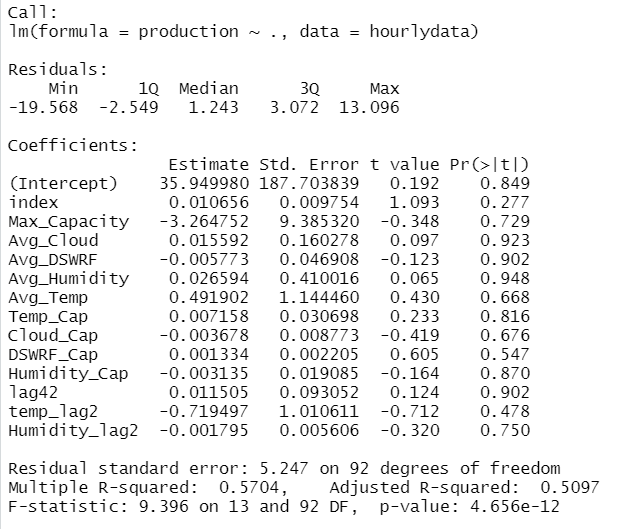 Call:
lm(formula = production ~ ., data = hourlydata)
Residuals:
Min 1Q Median 3Q Max
-19.568 -2.549 1.243 3.072 13.096
Coefficients:
Estimate Std. Error t value Pr(>|t|)
(Intercept) 35.949980 187.703839 0.192 0.849
index 0.010656 0.009754 1.093 0.277
Max_Capacity -3.264752 9.385320 -0.348 0.729
Avg_Cloud 0.015592 0.160278 0.097 0.923
Avg_DSWRF -0.005773 0.046908 -0.123 0.902
Avg_Humidity 0.026594 0.410016 0.065 0.948
Avg_Temp 0.491902 1.144460 0.430 0.668
Temp_Cap 0.007158 0.030698 0.233 0.816
Cloud_Cap -0.003678 0.008773 -0.419 0.676
DSWRF_Cap 0.001334 0.002205 0.605 0.547
Humidity_Cap -0.003135 0.019085 -0.164 0.870
lag42 0.011505 0.093052 0.124 0.902
temp_lag2 -0.719497 1.010611 -0.712 0.478
Humidity_lag2 -0.001795 0.005606 -0.320 0.750
Residual standard error: 5.247 on 92 degrees of freedom
Multiple R-squared: 0.5704, Adjusted R-squared: 0.5097
F-statistic: 9.396 on 13 and 92 DF, p-value: 4.656e-12